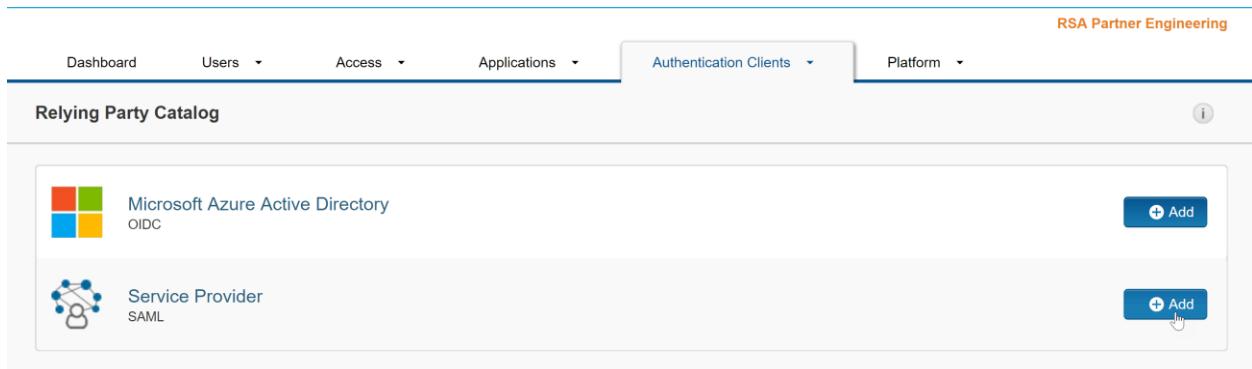 RSA Partner Engineering
Dashboard Users Access Applications Authentication Clients Platform
Relying Party Catalog
i
Microsoft Azure Active Directory
OIDC
Add
Service Provider
SAML
Add